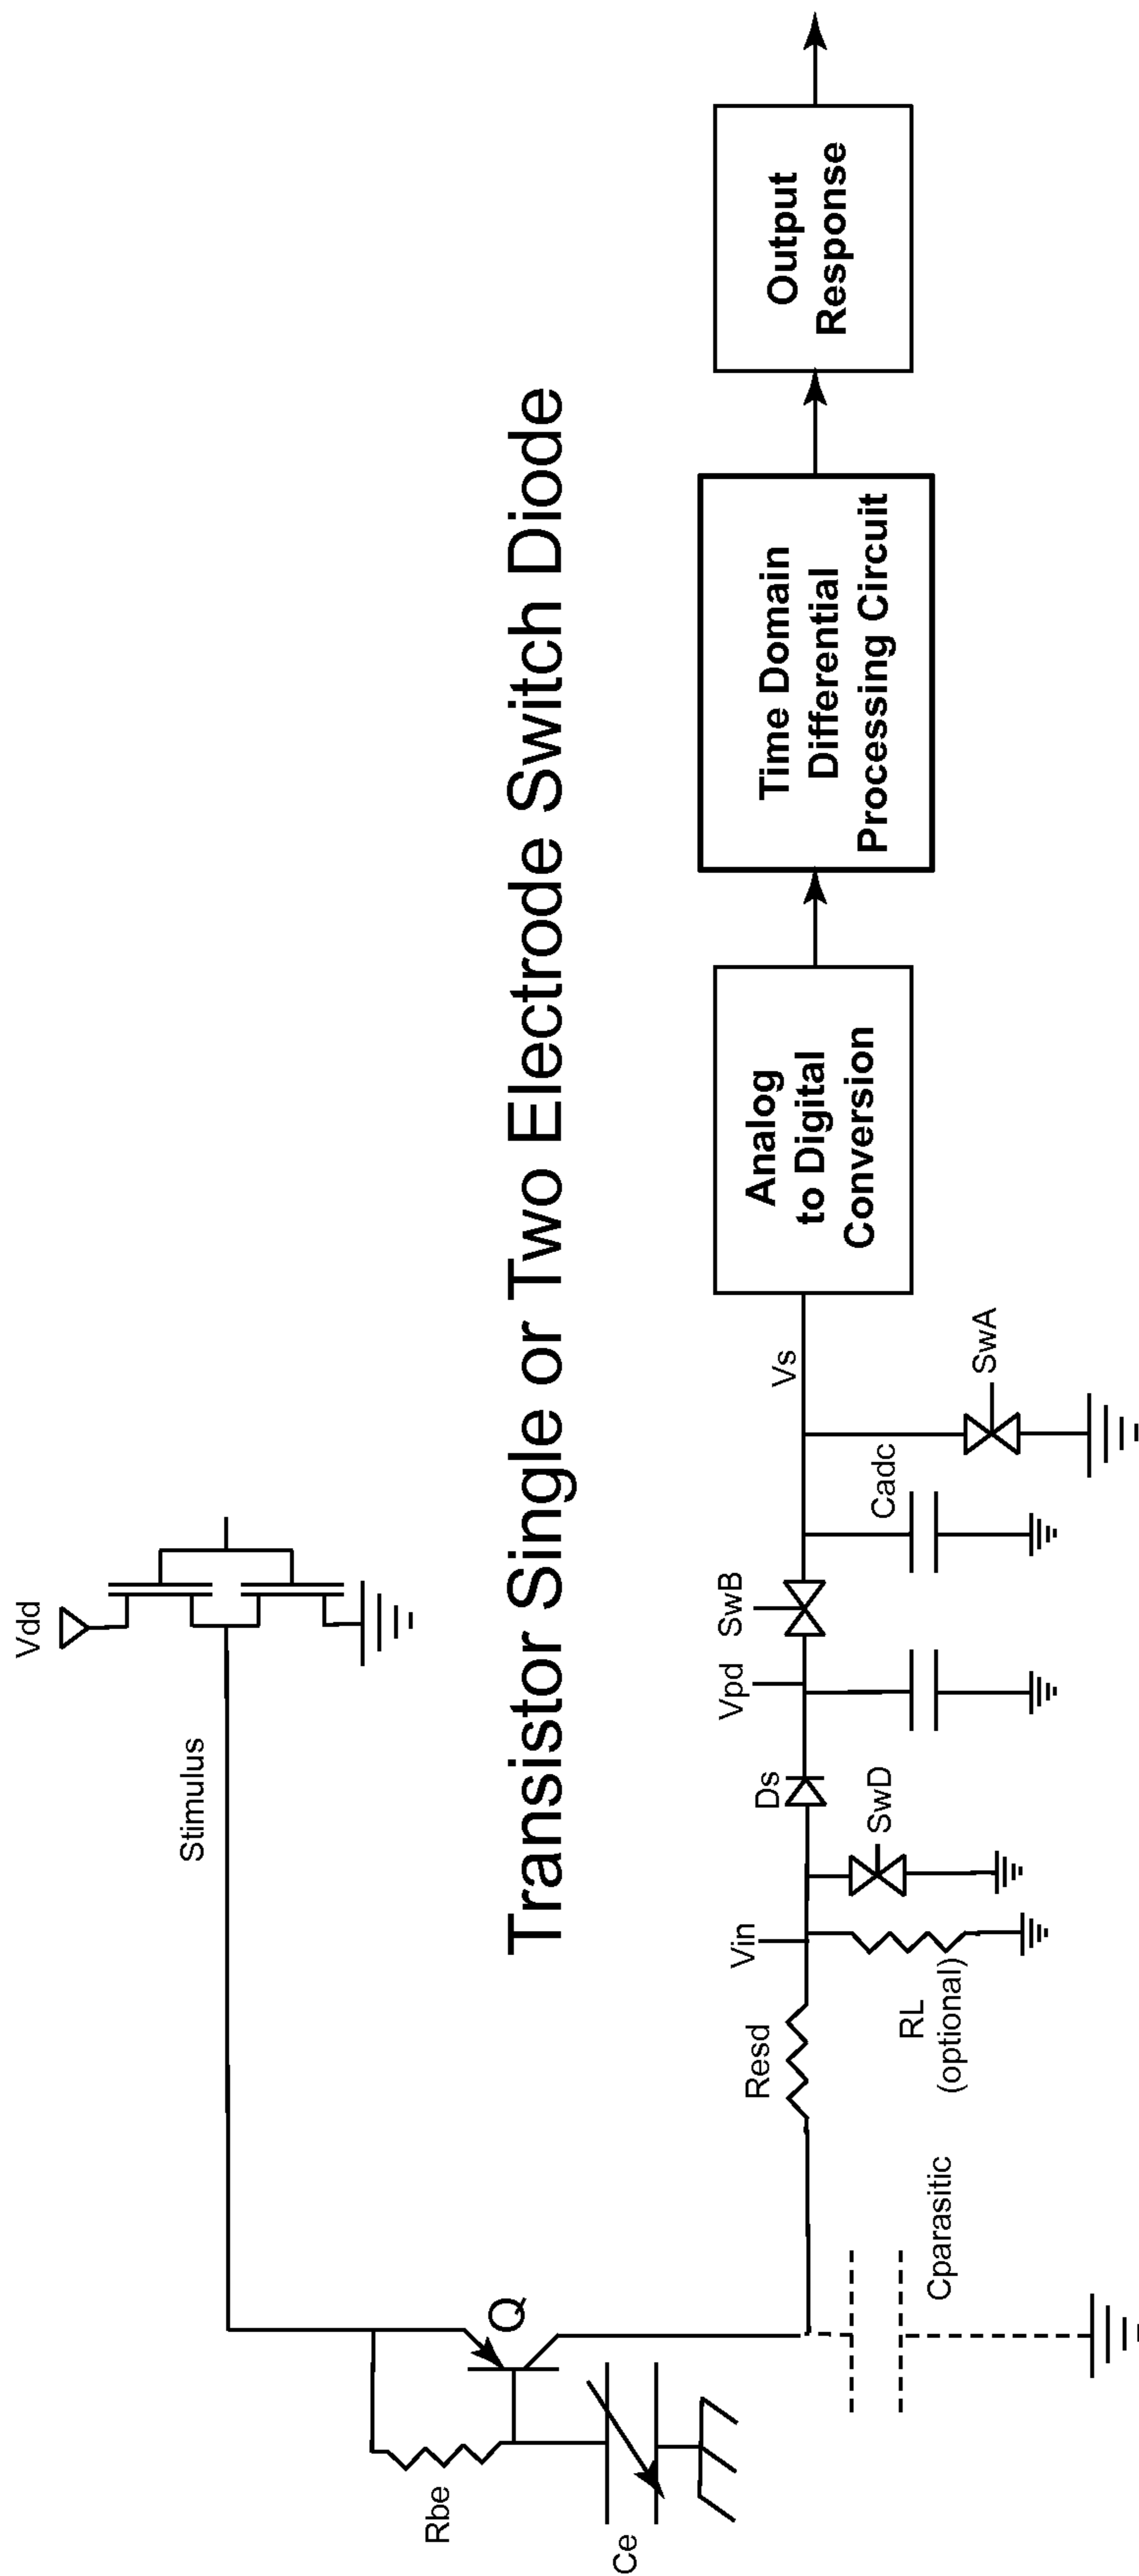 Vdd
Stimulus
Transistor Single or Two Electrode Switch Diode
Rbe
Q
Ce
Cparasitic
Resd
Vin
RL
(optional)
SwD
Ds
Vpd
SwB
Cadc
Vs
SwA
Analog
to Digital
Conversion
Time Domain
Differential
Processing Circuit
Output
Response